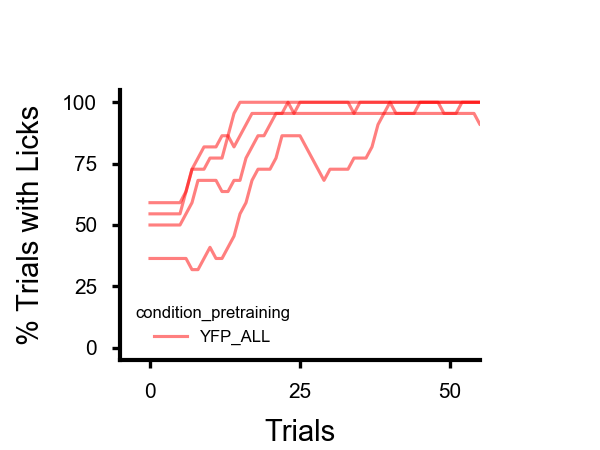 100
75
50
25
0
% Trials with Licks
condition_pretraining
YFP_ALL
0 25 50
Trials